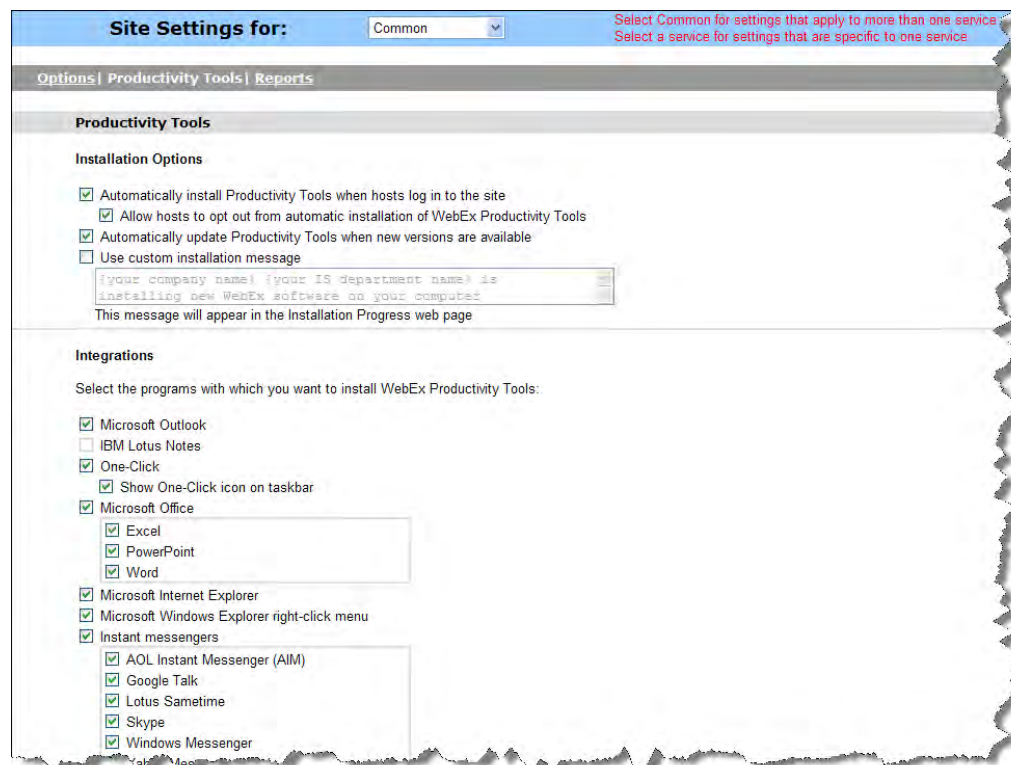 Site Settings for:
Common
Select Common for settings that apply to more than one service
Select a service for settings that are specific to one service
Options | Productivity Tools | Reports
Productivity Tools
Installation Options
Automatically install Productivity Tools when hosts log in to the site
Allow hosts to opt out from automatic installation of WebEx Productivity Tools
Automatically update Productivity Tools when new versions are available
Use custom installation message
{your company name} {your IS department name} is
installing new WebEx software on your computer
This message will appear in the Installation Progress web page
Integrations
Select the programs with which you want to install WebEx Productivity Tools:
Microsoft Outlook
IBM Lotus Notes
One-Click
Show One-Click icon on taskbar
Microsoft Office
Excel
PowerPoint
Word
Microsoft Internet Explorer
Microsoft Windows Explorer right-click menu
Instant messengers
AOL Instant Messenger (AIM)
Google Talk
Lotus Sametime
Skype
Windows Messenger